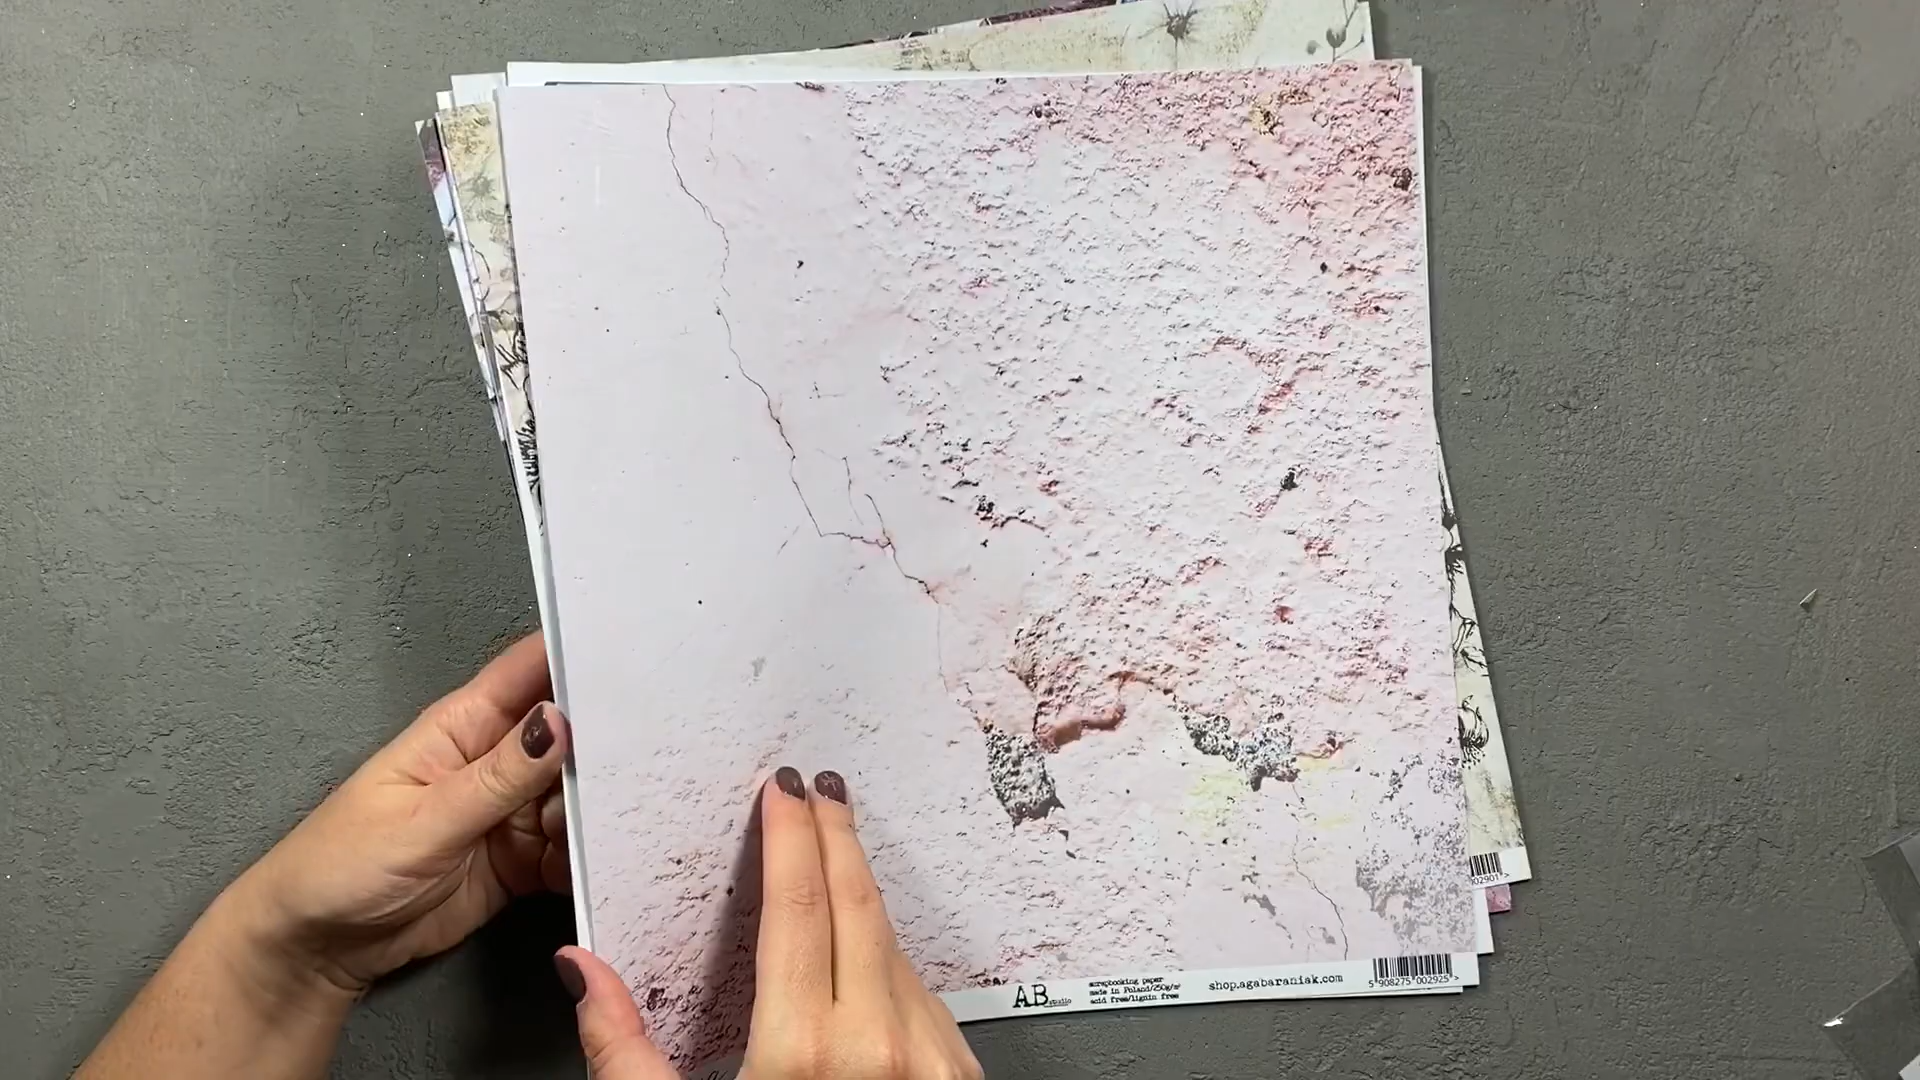 AB studio
scrapbooking paper
made in Poland/250g/m²
acid free/lignin free
shop.agabaraniak.com
5 908275 002925 >
002901 >